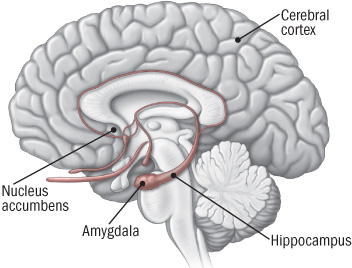 Cerebral
cortex
Nucleus
accumbens
Amygdala
Hippocampus